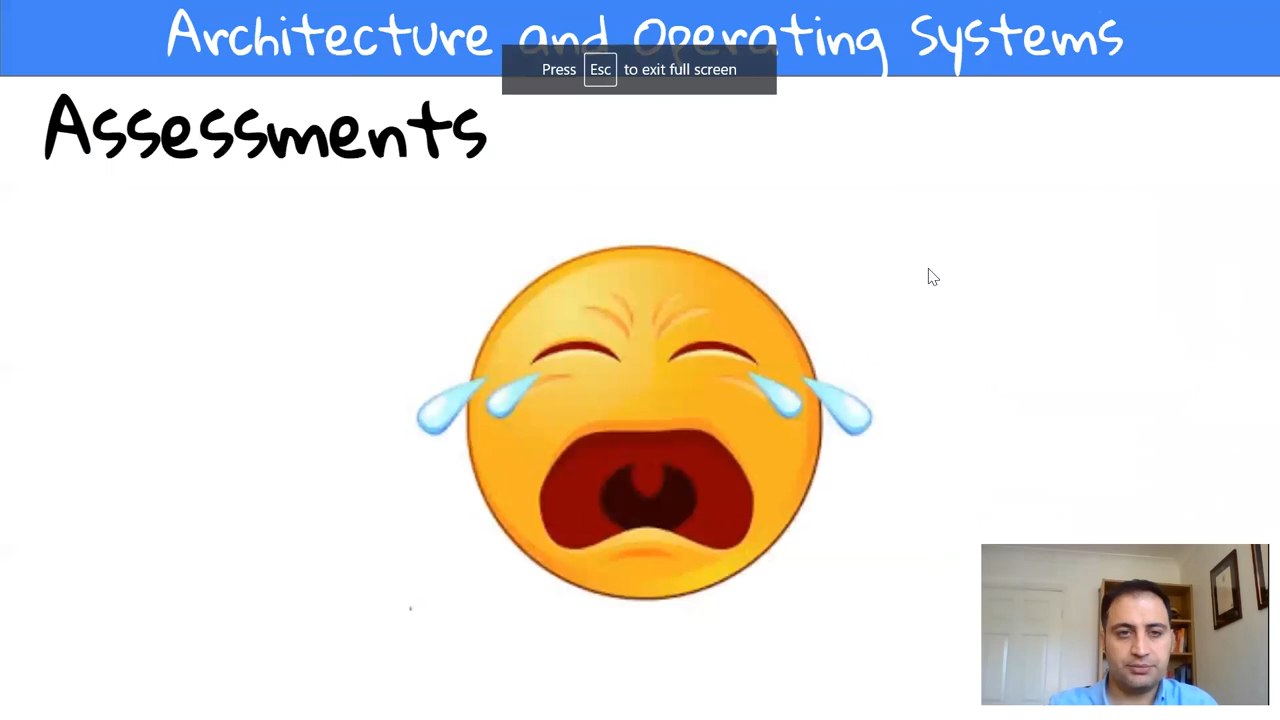 Architecture and Operating Systems
Press Esc to exit full screen
Assessments